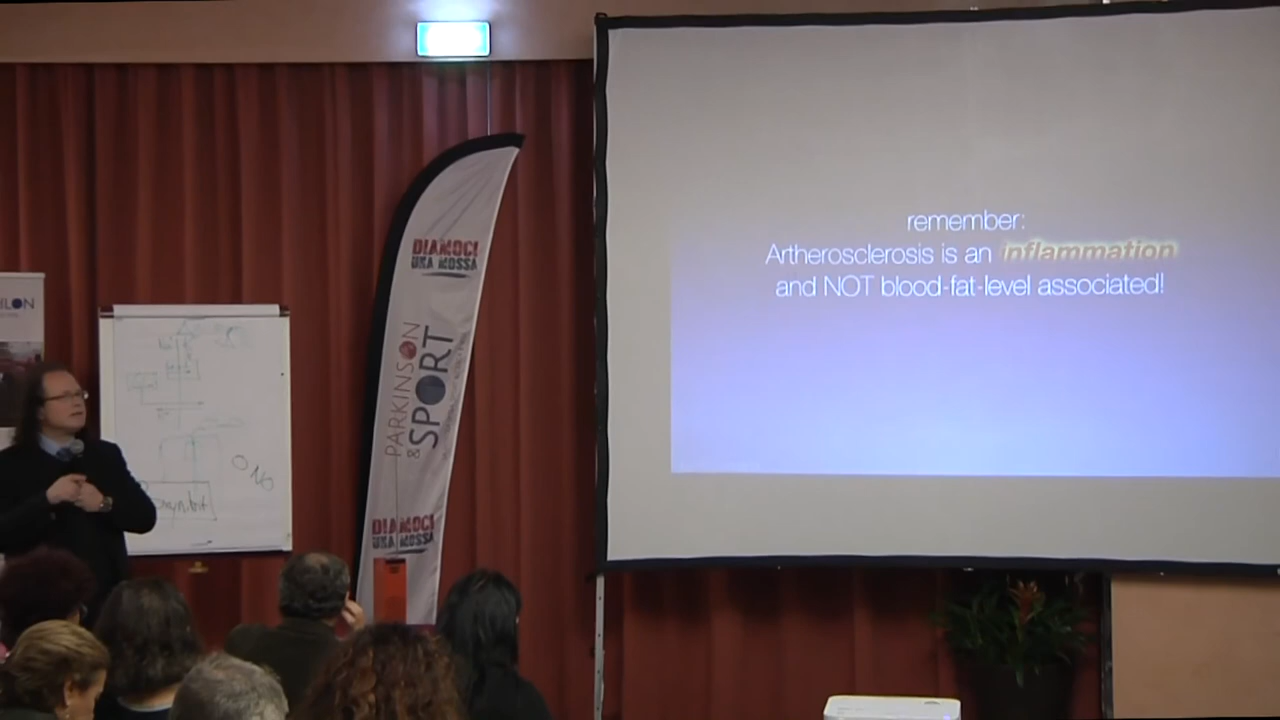 remember:
Artherosclerosis is an inflammation
and NOT blood-fat-level associated!
DIAMOCI
UNA MOSSA
PARKINSON
& SPORT
DIAMOCI
UNA MOSSA